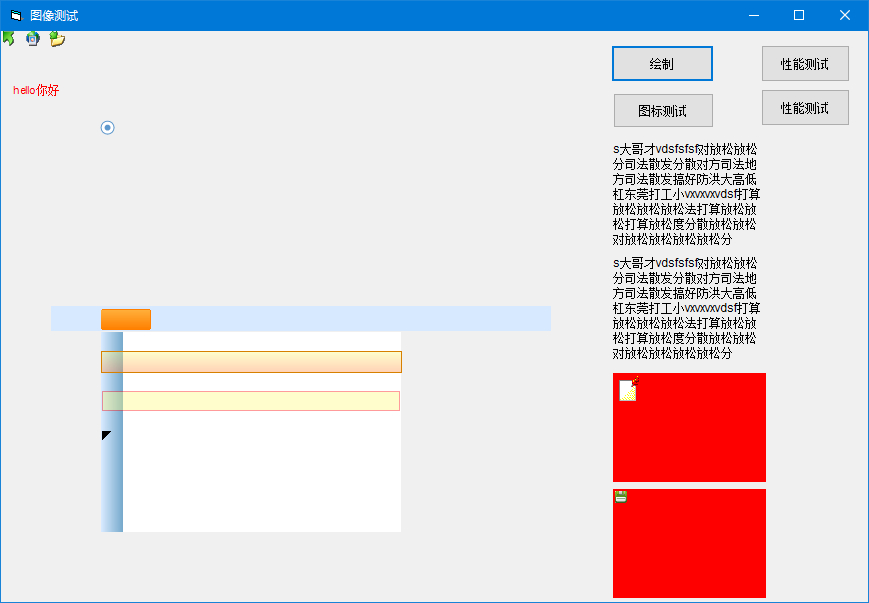 图像测试
绘制
性能测试
hello你好
图标测试
性能测试
s大哥才vdsfsfsf对放松放松
分司法散发分散对方司法地
方司法散发搞好防洪大高低
杠东莞打工小vxvxvxvdsf打算
放松放松放松法打算放松放
松打算放松度分散放松放松
对放松放松放松放松分
s大哥才vdsfsfsf对放松放松
分司法散发分散对方司法地
方司法散发搞好防洪大高低
杠东莞打工小vxvxvxvdsf打算
放松放松放松法打算放松放
松打算放松度分散放松放松
对放松放松放松放松分